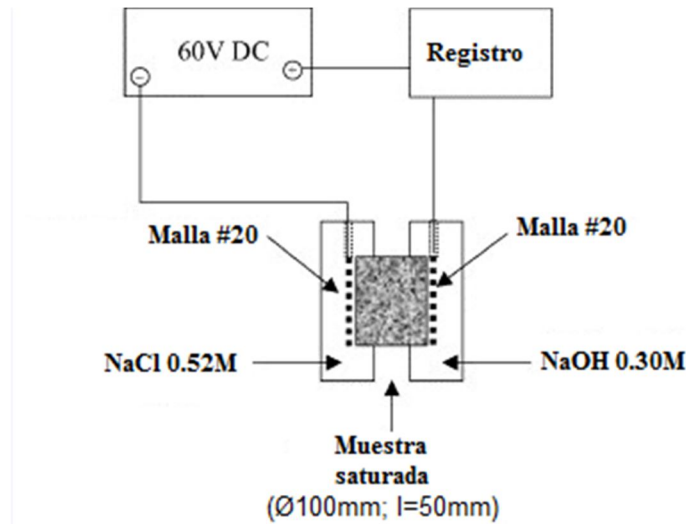 60V DC
Registro
Malla #20
Malla #20
NaCl 0.52M
NaOH 0.30M
Muestra
saturada
(Ø100mm; l=50mm)